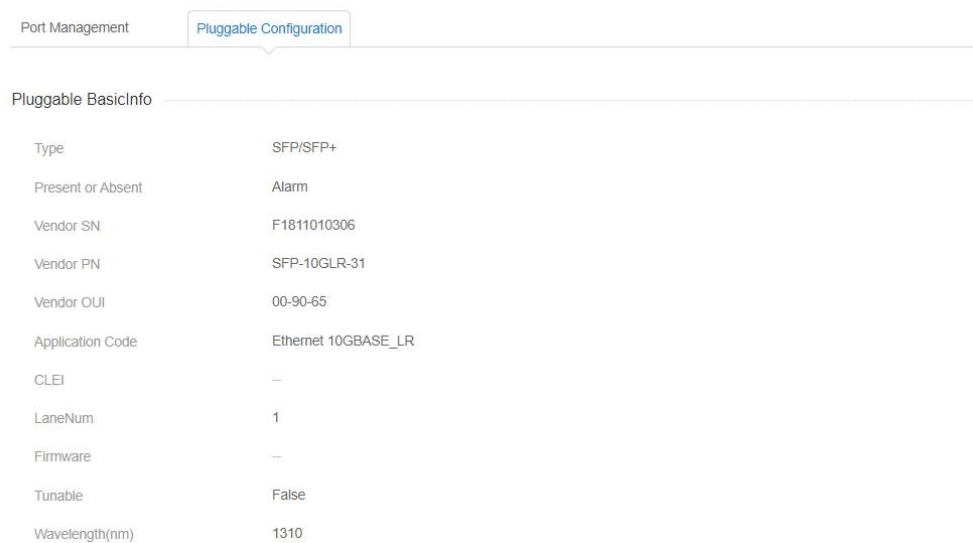 Port Management Pluggable Configuration
Pluggable BasicInfo
Type SFP/SFP+
Present or Absent Alarm
Vendor SN F1811010306
Vendor PN SFP-10GLR-31
Vendor OUI 00-90-65
Application Code Ethernet 10GBASE_LR
CLEI --
LaneNum 1
Firmware --
Tunable False
Wavelength(nm) 1310